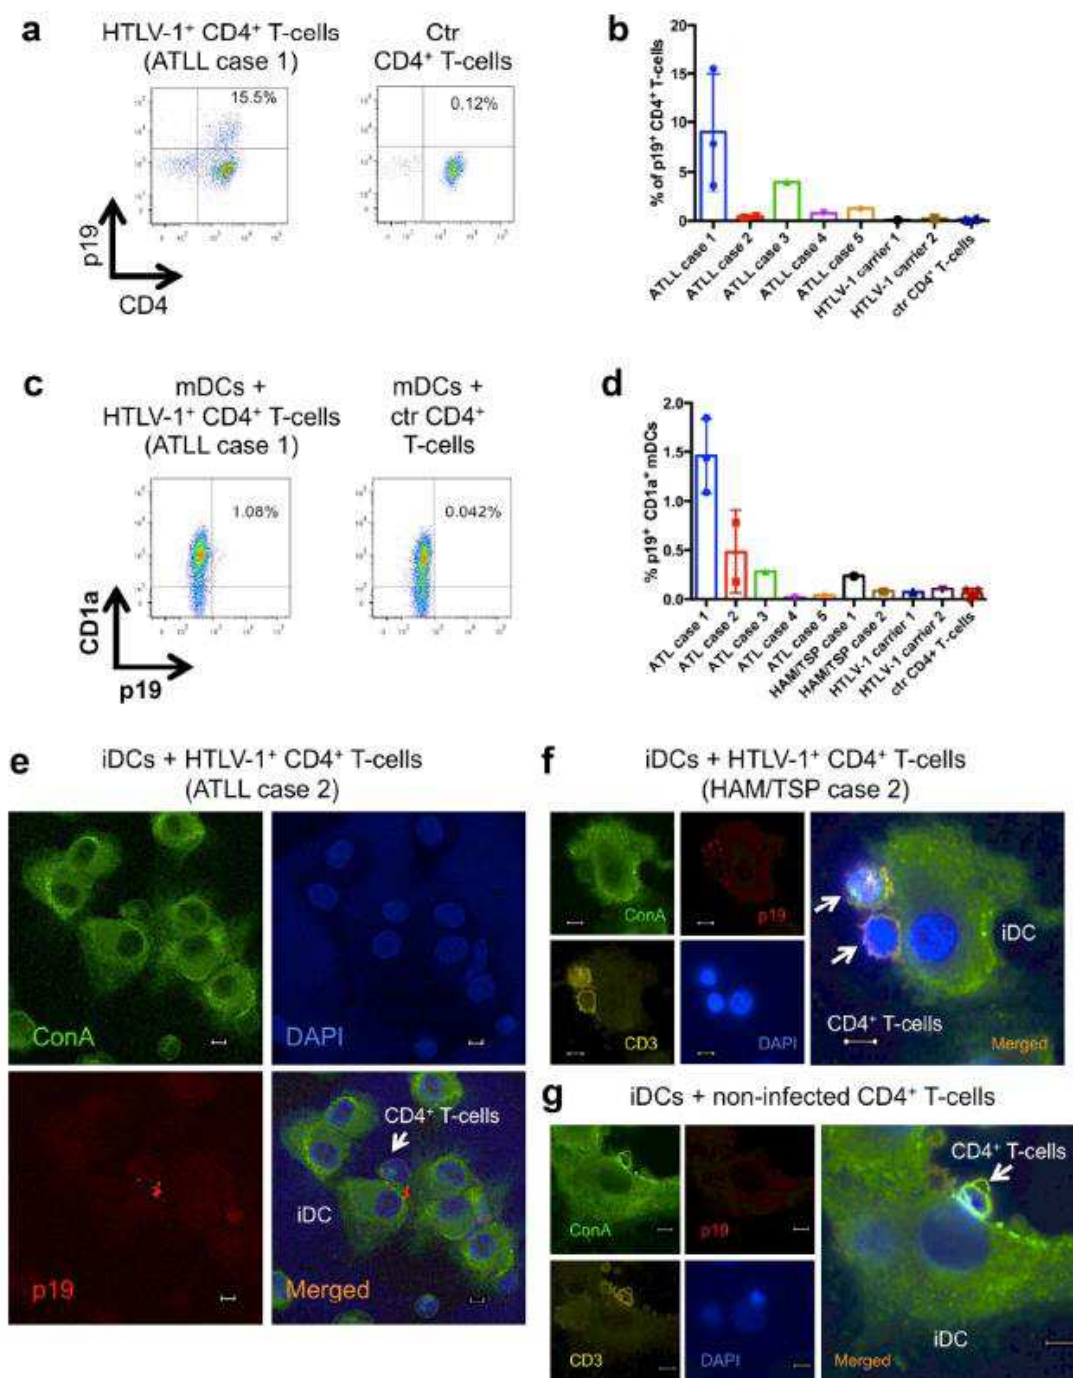 a
HTLV-1⁺ CD4⁺ T-cells
(ATLL case 1)
Ctr
CD4⁺ T-cells
15.5%
0.12%
p19
CD4
b
% of p19⁺ CD4⁺ T-cells
20
15
10
5
0
ATLL case 1
ATLL case 2
ATLL case 3
ATLL case 4
ATLL case 5
HTLV-1 carrier 1
HTLV-1 carrier 2
ctr CD4⁺ T-cells
c
mDCs +
HTLV-1⁺ CD4⁺ T-cells
(ATLL case 1)
mDCs +
ctr CD4⁺
T-cells
1.08%
0.042%
CD1a
p19
d
% p19⁺ CD1a⁺ mDCs
2.0
1.5
1.0
0.5
0.0
ATL case 1
ATL case 2
ATL case 3
ATL case 4
ATL case 5
HAM/TSP case 1
HAM/TSP case 2
HTLV-1 carrier 1
HTLV-1 carrier 2
ctr CD4+ T-cells
e
iDCs + HTLV-1⁺ CD4⁺ T-cells
(ATLL case 2)
ConA
DAPI
p19
CD4⁺ T-cells
iDC
Merged
f
iDCs + HTLV-1⁺ CD4⁺ T-cells
(HAM/TSP case 2)
ConA
p19
CD3
DAPI
iDC
CD4⁺ T-cells
Merged
g
iDCs + non-infected CD4⁺ T-cells
ConA
p19
CD3
DAPI
CD4⁺ T-cells
iDC
Merged